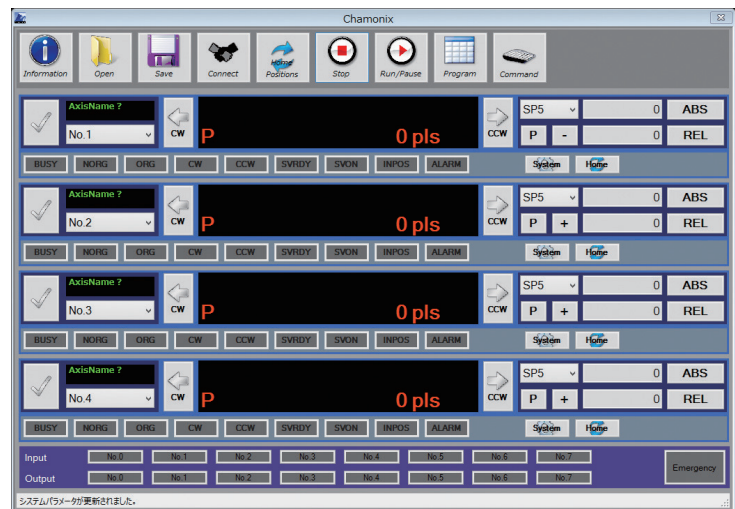 Chamonix
Information Open Save Connect Home Positions Stop Run/Pause Program Command
AxisName ? SP5 0 ABS
No.1 CW P 0 pls CCW P - 0 REL
BUSY NORG ORG CW CCW SVRDY SVON INPOS ALARM System Home
AxisName ? SP5 0 ABS
No.2 CW P 0 pls CCW P + 0 REL
BUSY NORG ORG CW CCW SVRDY SVON INPOS ALARM System Home
AxisName ? SP5 0 ABS
No.3 CW P 0 pls CCW P + 0 REL
BUSY NORG ORG CW CCW SVRDY SVON INPOS ALARM System Home
AxisName ? SP5 0 ABS
No.4 CW P 0 pls CCW P + 0 REL
BUSY NORG ORG CW CCW SVRDY SVON INPOS ALARM System Home
Input No.0 No.1 No.2 No.3 No.4 No.5 No.6 No.7
Emergency
Output No.0 No.1 No.2 No.3 No.4 No.5 No.6 No.7
システムパラメータが更新されました。